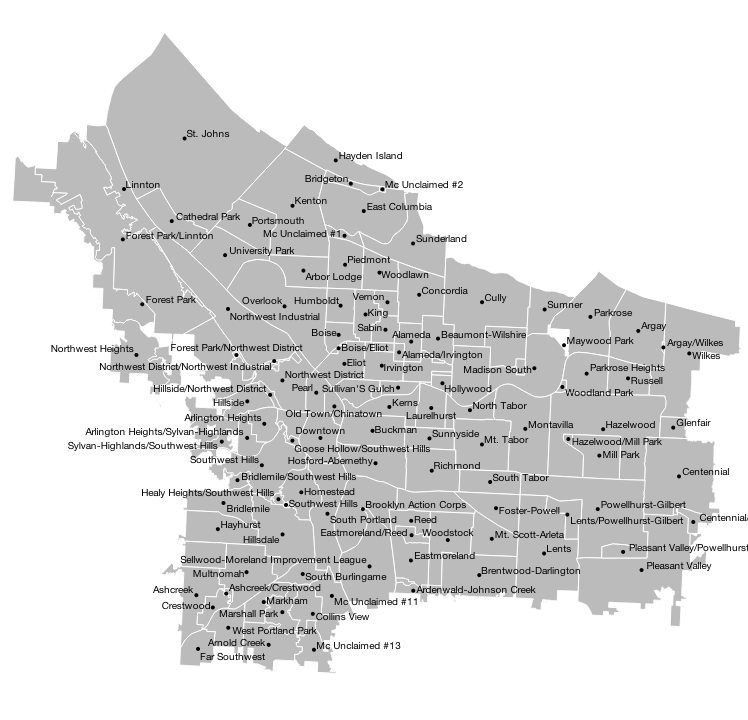 St. Johns
Hayden Island
Bridgeton
Mc Unclaimed #2
Linnton
Kenton
East Columbia
Cathedral Park
Portsmouth
Mc Unclaimed #1
Forest Park/Linnton
Sunderland
University Park
Piedmont
Arbor Lodge
Woodlawn
Concordia
Forest Park
Overlook
Humboldt
Vernon
Cully
Sumner
Northwest Industrial
King
Parkrose
Sabin
Argay
Boise
Alameda
Beaumont-Wilshire
Maywood Park
Argay/Wilkes
Northwest Heights
Forest Park/Northwest District
Boise/Eliot
Alameda/Irvington
Wilkes
Northwest District/Northwest Industrial
Eliot
Irvington
Madison South
Parkrose Heights
Northwest District
Russell
Hillside/Northwest District
Pearl
Sullivan'S Gulch
Hollywood
Woodland Park
Hillside
Kerns
North Tabor
Old Town/Chinatown
Laurelhurst
Arlington Heights
Glenfair
Arlington Heights/Sylvan-Highlands
Downtown
Buckman
Sunnyside
Montavilla
Hazelwood
Sylvan-Highlands/Southwest Hills
Mt. Tabor
Hazelwood/Mill Park
Goose Hollow/Southwest Hills
Southwest Hills
Hosford-Abernethy
Mill Park
Richmond
Centennial
Bridlemile/Southwest Hills
South Tabor
Healy Heights/Southwest Hills
Homestead
Southwest Hills
Brooklyn Action Corps
Powellhurst-Gilbert
Bridlemile
Foster-Powell
South Portland
Reed
Lents/Powellhurst-Gilbert
Centennial/
Hayhurst
Eastmoreland/Reed
Woodstock
Mt. Scott-Arleta
Hillsdale
Lents
Pleasant Valley/Powellhurst
Eastmoreland
Sellwood-Moreland Improvement League
Pleasant Valley
Multnomah
South Burlingame
Brentwood-Darlington
Ashcreek
Ashcreek/Crestwood
Ardenwald-Johnson Creek
Markham
Mc Unclaimed #11
Crestwood
Marshall Park
Collins View
West Portland Park
Arnold Creek
Mc Unclaimed #13
Far Southwest